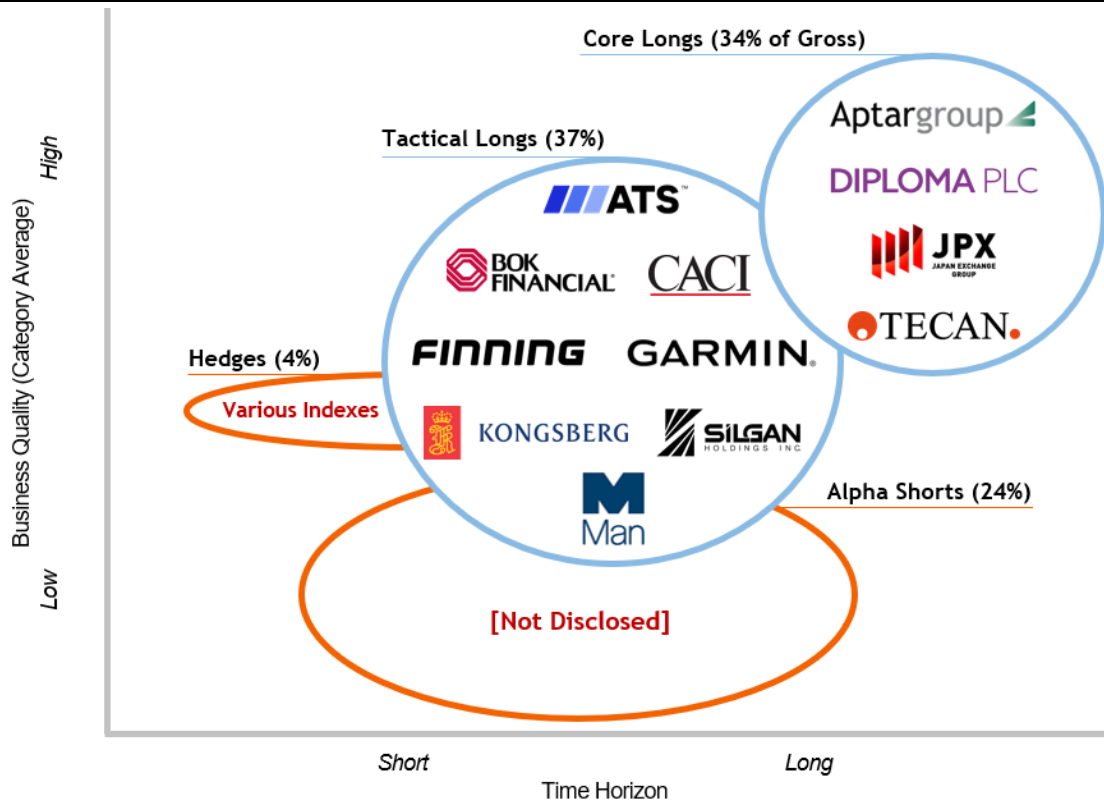 Core Longs (34% of Gross)
Aptargroup
DIPLOMA PLC
JPX
JAPAN EXCHANGE
GROUP
TECAN.
Tactical Longs (37%)
ATS™
BOK
FINANCIAL®
CACI
FINNING
GARMIN®
KONGSBERG
SiLGAN
HOLDINGS INC
M
Man
Hedges (4%)
Various Indexes
Alpha Shorts (24%)
[Not Disclosed]
Business Quality (Category Average)
High
Low
Short
Long
Time Horizon